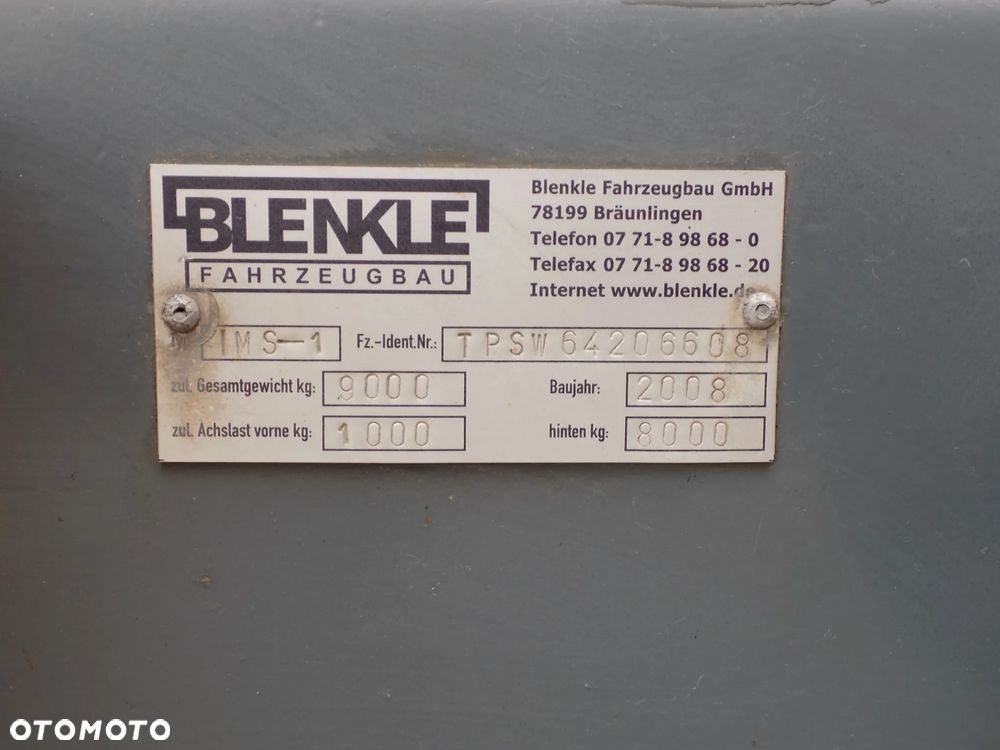 BLENKLE
FAHRZEUGBAU
Blenkle Fahrzeugbau GmbH
78199 Bräunlingen
Telefon 07 71-8 98 68 - 0
Telefax 07 71-8 98 68 - 20
Internet www.blenkle.de
Typ IMS-1 Fz.-Ident.Nr.: TPSW64206608
zul. Gesamtgewicht kg: 9000 Baujahr: 2008
zul. Achslast vorne kg: 1000 hinten kg: 8000
OTOMOTO